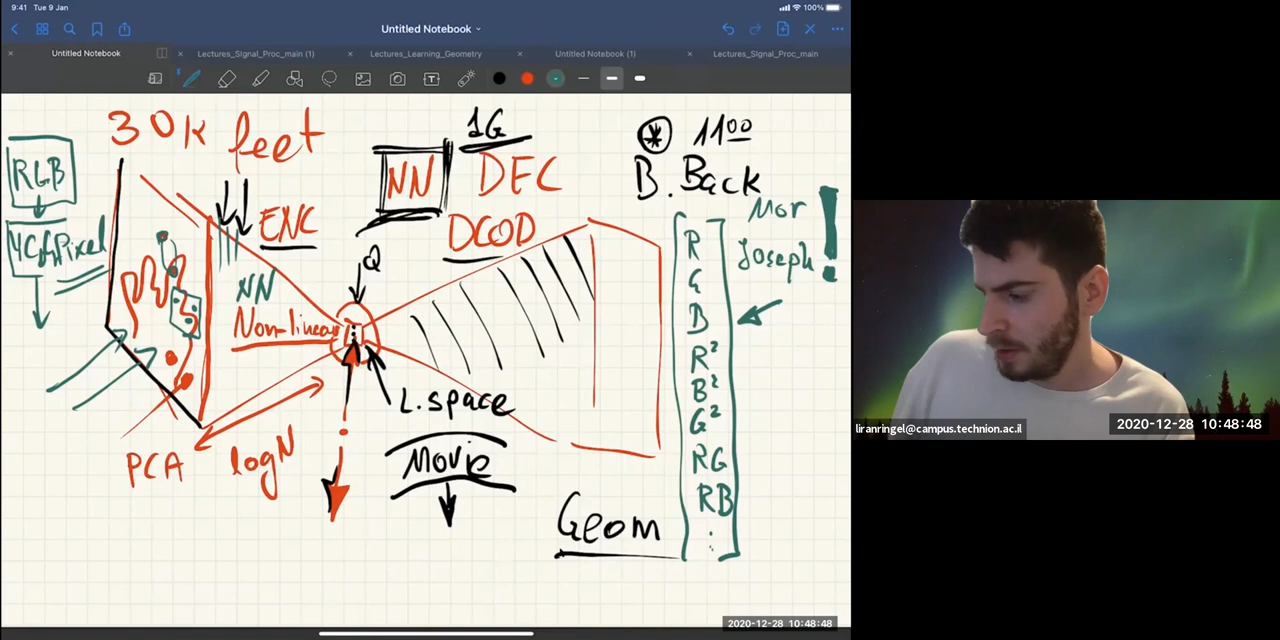 9:41 Tue 9 Jan
100%
Untitled Notebook
Untitled Notebook
Lectures_SIgnal_Proc_main (1)
Lectures_Learning_Geometry
Untitled Notebook (1)
Lectures_SIgnal_Proc_main
30k feet
1G
NN DEC
DCOD
* 11 00
B. Back
Mor
Joseph!
RGB
Pixel
ENC
Q
NN
Non-linear
L.space
PCA
logN
Movie
Geom
R
G
B
R²
B²
G²
RG
RB
liranringel@campus.technion.ac.il
2020-12-28 10:48:48
2020-12-28 10:48:48